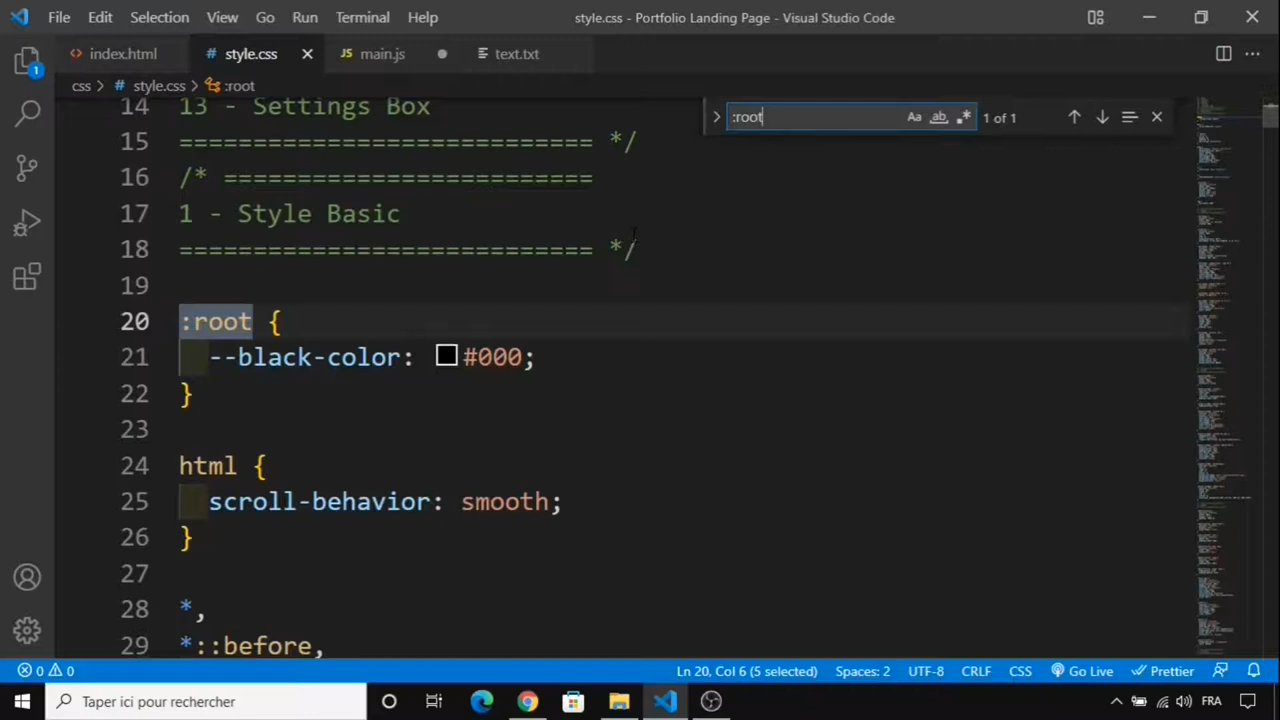 File Edit Selection View Go Run Terminal Help style.css - Portfolio Landing Page - Visual Studio Code
index.html # style.css JS main.js text.txt
css > # style.css > :root
:root Aa ab .* 1 of 1
1
14 13 - Settings Box
15 ========================= */
16 /* =========================
17 1 - Style Basic
18 ============================ */
19
20 :root {
21 --black-color: #000;
22 }
23
24 html {
25 scroll-behavior: smooth;
26 }
27
28 *,
29 *::before,
0 0 Ln 20, Col 6 (5 selected) Spaces: 2 UTF-8 CRLF CSS Go Live Prettier
Taper ici pour rechercher FRA